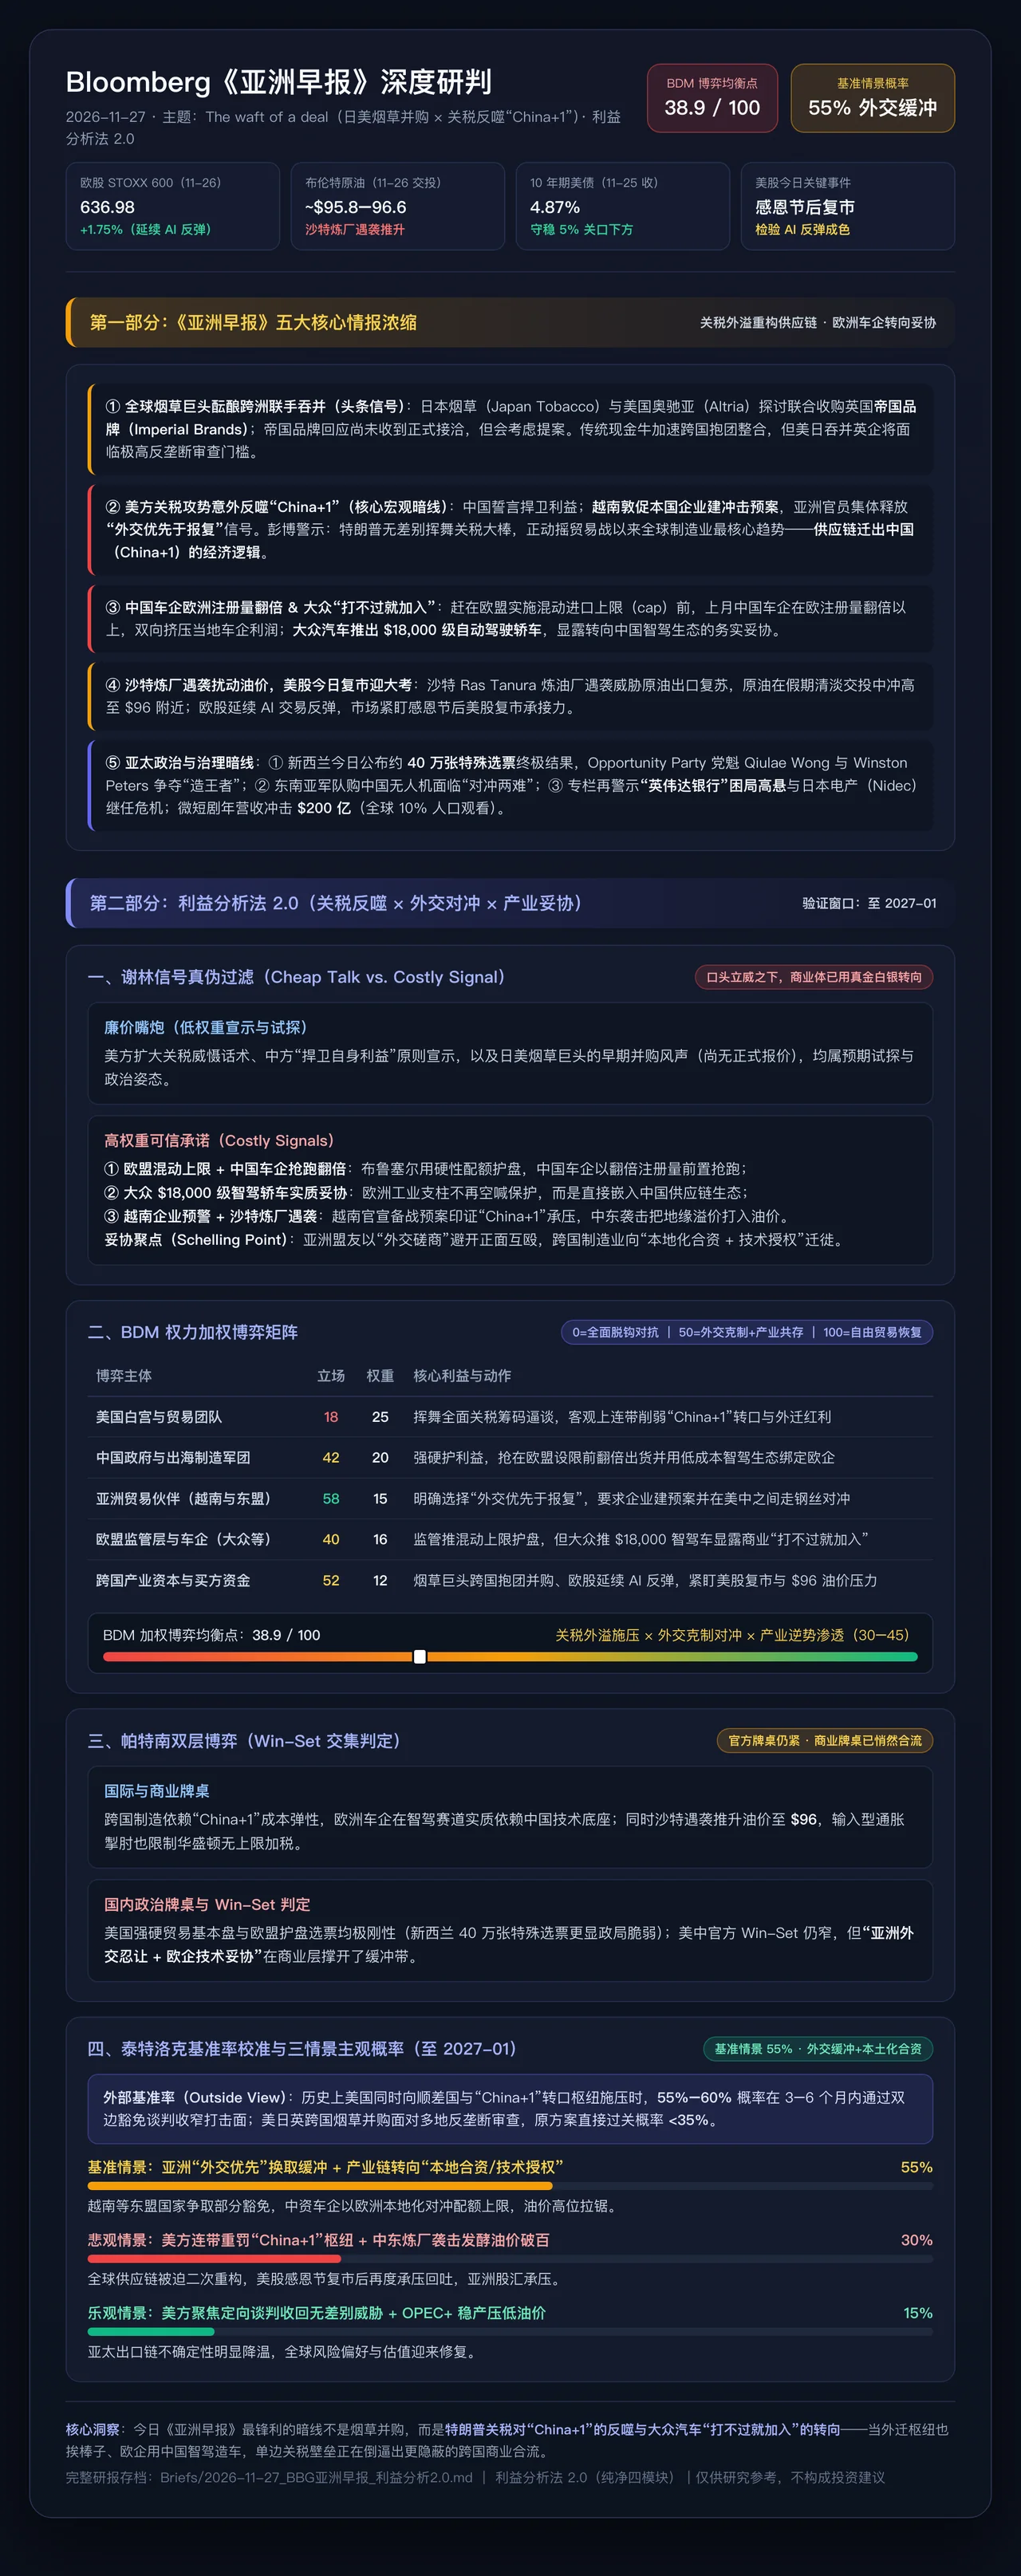 Bloomberg《亚洲早报》深度研判
2026-11-27 · 主题：The waft of a deal（日美烟草并购 × 关税反噬“China+1”）· 利益
分析法 2.0
BDM 博弈均衡点
38.9 / 100
基准情景概率
55% 外交缓冲
欧股 STOXX 600（11-26）
636.98
+1.75%（延续 AI 反弹）
布伦特原油（11-26 交投）
~$95.8—96.6
沙特炼厂遇袭推升
10 年期美债（11-25 收）
4.87%
守稳 5% 关口下方
美股今日关键事件
感恩节后复市
检验 AI 反弹成色
第一部分：《亚洲早报》五大核心情报浓缩
关税外溢重构供应链 · 欧洲车企转向妥协
① 全球烟草巨头酝酿跨洲联手吞并（头条信号）：日本烟草（Japan Tobacco）与美国奥驰亚（Altria）探讨联合收购英国帝国品
牌（Imperial Brands）；帝国品牌回应尚未收到正式接洽，但会考虑提案。传统现金牛加速跨国抱团整合，但美日吞并英企将面
临极高反垄断审查门槛。
② 美方关税攻势意外反噬“China+1”（核心宏观暗线）：中国誓言捍卫利益；越南敦促本国企业建冲击预案，亚洲官员集体释放
“外交优先于报复”信号。彭博警示：特朗普无差别挥舞关税大棒，正动摇贸易战以来全球制造业最核心趋势——供应链迁出中国
（China+1）的经济逻辑。
③ 中国车企欧洲注册量翻倍 & 大众“打不过就加入”：赶在欧盟实施混动进口上限（cap）前，上月中国车企在欧注册量翻倍以
上，双向挤压当地车企利润；大众汽车推出 $18,000 级自动驾驶轿车，显露转向中国智驾生态的务实妥协。
④ 沙特炼厂遇袭扰动油价，美股今日复市迎大考：沙特 Ras Tanura 炼油厂遇袭威胁原油出口复苏，原油在假期清淡交投中冲高
至 $96 附近；欧股延续 AI 交易反弹，市场紧盯感恩节后美股复市承接力。
⑤ 亚太政治与治理暗线：① 新西兰今日公布约 40 万张特殊选票终极结果，Opportunity Party 党魁 Qiulae Wong 与 Winston
Peters 争夺“造王者”；② 东南亚军队购中国无人机面临“对冲两难”；③ 专栏再警示“英伟达银行”困局高悬与日本电产（Nidec）
继任危机；微短剧年营收冲击 $200 亿（全球 10% 人口观看）。
第二部分：利益分析法 2.0（关税反噬 × 外交对冲 × 产业妥协）
验证窗口：至 2027-01
一、谢林信号真伪过滤（Cheap Talk vs. Costly Signal）
口头立威之下，商业体已用真金白银转向
廉价嘴炮（低权重宣示与试探）
美方扩大关税威慑话术、中方“捍卫自身利益”原则宣示，以及日美烟草巨头的早期并购风声（尚无正式报价），均属预期试探与
政治姿态。
高权重可信承诺（Costly Signals）
① 欧盟混动上限 + 中国车企抢跑翻倍：布鲁塞尔用硬性配额护盘，中国车企以翻倍注册量前置抢跑；
② 大众 $18,000 级智驾轿车实质妥协：欧洲工业支柱不再空喊保护，而是直接嵌入中国供应链生态；
③ 越南企业预警 + 沙特炼厂遇袭：越南官宣备战预案印证“China+1”承压，中东袭击把地缘溢价打入油价。
妥协聚点（Schelling Point）：亚洲盟友以“外交磋商”避开正面互殴，跨国制造业向“本地化合资 + 技术授权”迁徙。
二、BDM 权力加权博弈矩阵
0=全面脱钩对抗 ｜ 50=外交克制+产业共存 ｜ 100=自由贸易恢复
博弈主体 立场 权重 核心利益与动作
美国白宫与贸易团队 18 25 挥舞全面关税筹码逼谈，客观上连带削弱“China+1”转口与外迁红利
中国政府与出海制造军团 42 20 强硬护利益，抢在欧盟设限前翻倍出货并用低成本智驾生态绑定欧企
亚洲贸易伙伴（越南与东盟） 58 15 明确选择“外交优先于报复”，要求企业建预案并在美中之间走钢丝对冲
欧盟监管层与车企（大众等） 40 16 监管推混动上限护盘，但大众推 $18,000 智驾车显露商业“打不过就加入”
跨国产业资本与买方资金 52 12 烟草巨头跨国抱团并购、欧股延续 AI 反弹，紧盯美股复市与 $96 油价压力
BDM 加权博弈均衡点：38.9 / 100
关税外溢施压 × 外交克制对冲 × 产业逆势渗透（30—45）
三、帕特南双层博弈（Win-Set 交集判定）
官方牌桌仍紧 · 商业牌桌已悄然合流
国际与商业牌桌
跨国制造依赖“China+1”成本弹性，欧洲车企在智驾赛道实质依赖中国技术底座；同时沙特遇袭推升油价至 $96，输入型通胀
掣肘也限制华盛顿无上限加税。
国内政治牌桌与 Win-Set 判定
美国强硬贸易基本盘与欧盟护盘选票均极刚性（新西兰 40 万张特殊选票更显政局脆弱）；美中官方 Win-Set 仍窄，但“亚洲外
交忍让 + 欧企技术妥协”在商业层撑开了缓冲带。
四、泰特洛克基准率校准与三情景主观概率（至 2027-01）
基准情景 55% · 外交缓冲+本土化合资
外部基准率（Outside View）：历史上美国同时向顺差国与“China+1”转口枢纽施压时，55%—60% 概率在 3—6 个月内通过双
边豁免谈判收窄打击面；美日英跨国烟草并购面对多地反垄断审查，原方案直接过关概率 <35%。
基准情景：亚洲“外交优先”换取缓冲 + 产业链转向“本地合资/技术授权” 55%
越南等东盟国家争取部分豁免，中资车企以欧洲本地化对冲配额上限，油价高位拉锯。
悲观情景：美方连带重罚“China+1”枢纽 + 中东炼厂袭击发酵油价破百 30%
全球供应链被迫二次重构，美股感恩节复市后再度承压回吐，亚洲股汇承压。
乐观情景：美方聚焦定向谈判收回无差别威胁 + OPEC+ 稳产压低油价 15%
亚太出口链不确定性明显降温，全球风险偏好与估值迎来修复。
核心洞察：今日《亚洲早报》最锋利的暗线不是烟草并购，而是特朗普关税对“China+1”的反噬与大众汽车“打不过就加入”的转向——当外迁枢纽也
挨棒子、欧企用中国智驾造车，单边关税壁垒正在倒逼出更隐蔽的跨国商业合流。
完整研报存档：Briefs/2026-11-27_BBG亚洲早报_利益分析2.0.md ｜ 利益分析法 2.0（纯净四模块）｜仅供研究参考，不构成投资建议